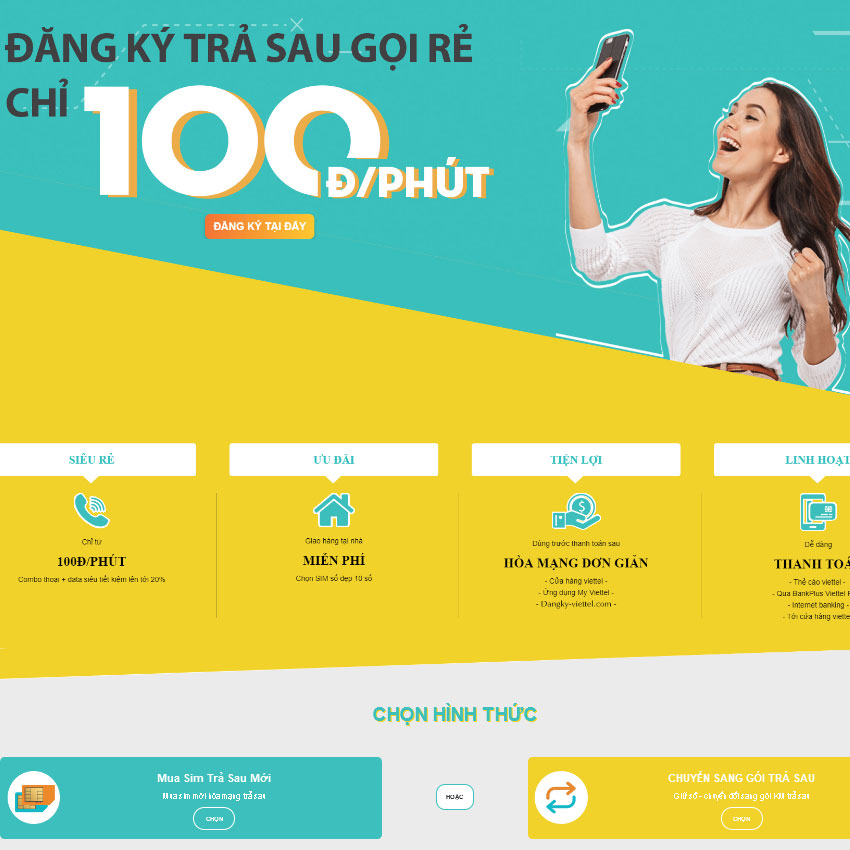 ĐĂNG KÝ TRẢ SAU GỌI RẺ
CHỈ 100Đ/PHÚT
ĐĂNG KÝ TẠI ĐÂY
SIÊU RẺ
Chỉ từ
100Đ/PHÚT
Combo thoại + data siêu tiết kiệm lên tới 20%
ƯU ĐÃI
Giao hàng tại nhà
MIỄN PHÍ
Chọn SIM số đẹp 10 số
TIỆN LỢI
Dùng trước thanh toán sau
HÒA MẠNG ĐƠN GIẢN
- Cửa hàng viettel -
- Ứng dụng My Viettel -
- Dangky-viettel.com -
LINH HOẠT
Dễ dàng
THANH TOÁ
- Thẻ cào viettel -
- Qua BankPlus Viettel
- Internet banking -
- Tới cửa hàng viette
CHỌN HÌNH THỨC
Mua Sim Trả Sau Mới
Mua sim mới hòa mạng trả sau
CHỌN
HOẶC
CHUYỂN SANG GÓI TRẢ SAU
Giữ số - chuyển đổi sang gói KM trả sau
CHỌN